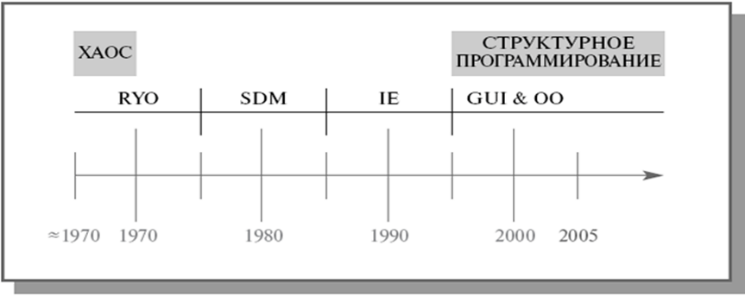 ХАОС
СТРУКТУРНОЕ
ПРОГРАММИРОВАНИЕ
RYO SDM IE GUI & OO
≈1970 1970 1980 1990 2000 2005